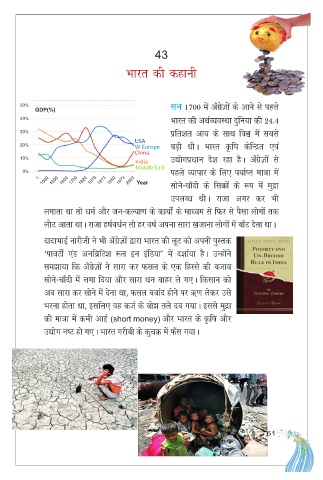 43
भारत की कहानी
GDP(%)
50%
40%
30%
20%
10%
0%
USA
W Europe
China
India
Middle East
Year
सन 1700 में अँग्रेज़ों के आने से पहले
भारत की अर्थव्यवस्था दुनिया की 24.4
प्रतिशत आय के साथ विश्व में सबसे
बड़ी थी। भारत कृषि केन्द्रित एवं
उद्योगप्रधान देश रहा है। अँग्रेज़ों से
पहले व्यापार के लिए पर्याप्त मात्रा में
सोने-चाँदी के सिक्कों के रूप में मुद्रा
उपलब्ध थी। राजा अगर कर भी
लगाता था तो धर्म और जन-कल्याण के कार्यों के माध्यम से फिर से पैसा लोगों तक
लौट आता था। राजा हर्षवर्धन तो हर वर्ष अपना सारा खजाना लोगों में बाँट देता था।
दादाभाई नारौजी ने भी अँग्रेज़ों द्वारा भारत की लूट को अपनी पुस्तक
'पावर्टी एंड अनब्रिटिश रूल इन इंडिया' में दर्शाया है। उन्होंने
समझाया कि अँग्रेज़ों ने सारा कर फसल के एक हिस्से की बजाय
सोने-चाँदी में लगा दिया और सारा धन बाहर ले गए। किसान को
अब सारा कर सोने में देना था, फसल बर्बाद होने पर ऋण लेकर उसे
भरना होता था, इसलिए वह कर्ज के बोझ तले दब गया। इससे मुद्रा
की मात्रा में कमी आई (short money) और भारत के कृषि और
उद्योग नष्ट हो गए। भारत गरीबी के कुचक्र में फँस गया।
POVERTY AND
UN-BRITISH
RULE IN INDIA
51